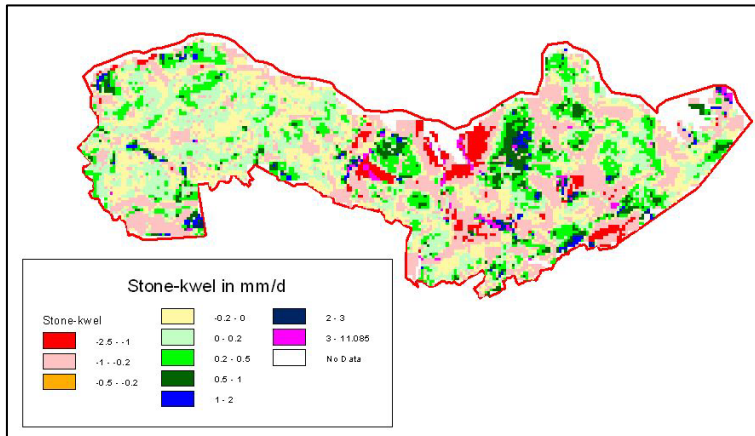 Stone-kwel in mm/d
Stone-kwel
-2.5 - -1
-1 - -0.2
-0.5 - -0.2
-0.2 - 0
0 - 0.2
0.2 - 0.5
0.5 - 1
1 - 2
2 - 3
3 - 11.085
No Data